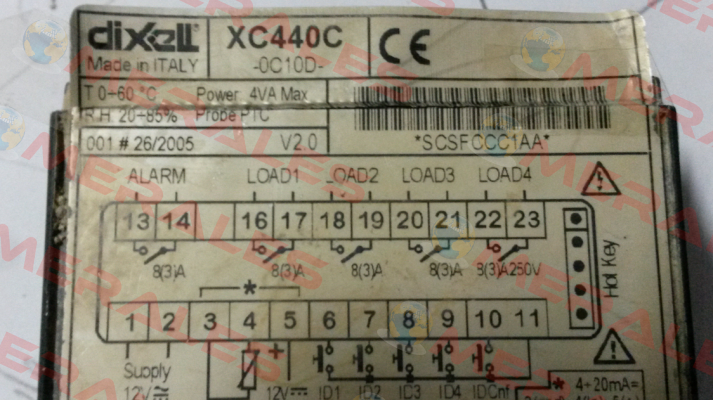 dixell XC440C CE
Made in ITALY -0C10D-
T 0÷60 °C Power 4VA Max
R.H. 20÷85% Probe PTC
001 # 26/2005 V2.0 *SCSFCCC1AA*
ALARM LOAD1 LOAD2 LOAD3 LOAD4
13 14 16 17 18 19 20 21 22 23
8(3)A 8(3)A 8(3)A 8(3)A 8(3)A250V
Hot Key
*
1 2 3 4 5 6 7 8 9 10 11
Supply +
12V 12V ID1 ID2 ID3 ID4 IDCnf
* 4÷20mA=
MERALES